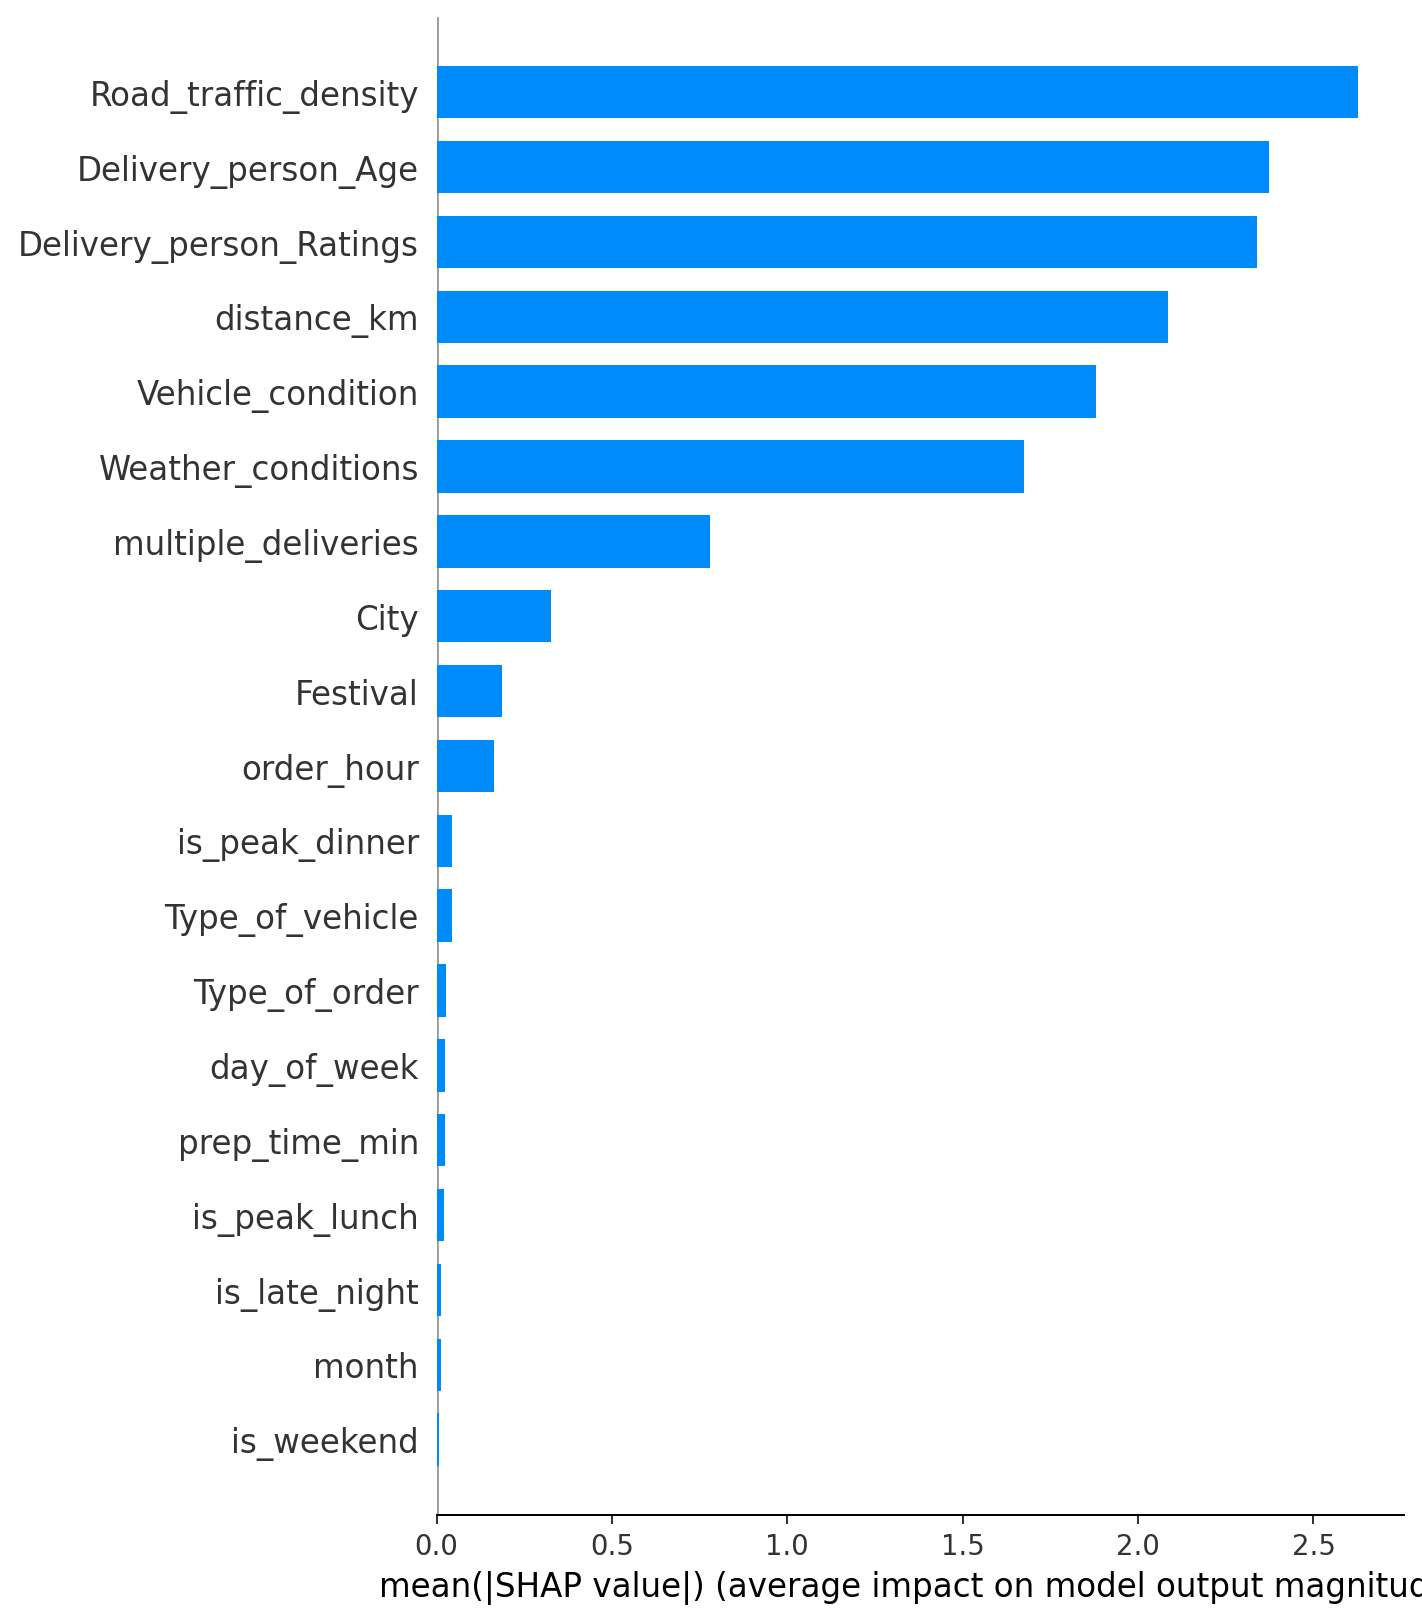 Road_traffic_density
Delivery_person_Age
Delivery_person_Ratings
distance_km
Vehicle_condition
Weather_conditions
multiple_deliveries
City
Festival
order_hour
is_peak_dinner
Type_of_vehicle
Type_of_order
day_of_week
prep_time_min
is_peak_lunch
is_late_night
month
is_weekend
0.0 0.5 1.0 1.5 2.0 2.5
mean(|SHAP value|) (average impact on model output magnitud